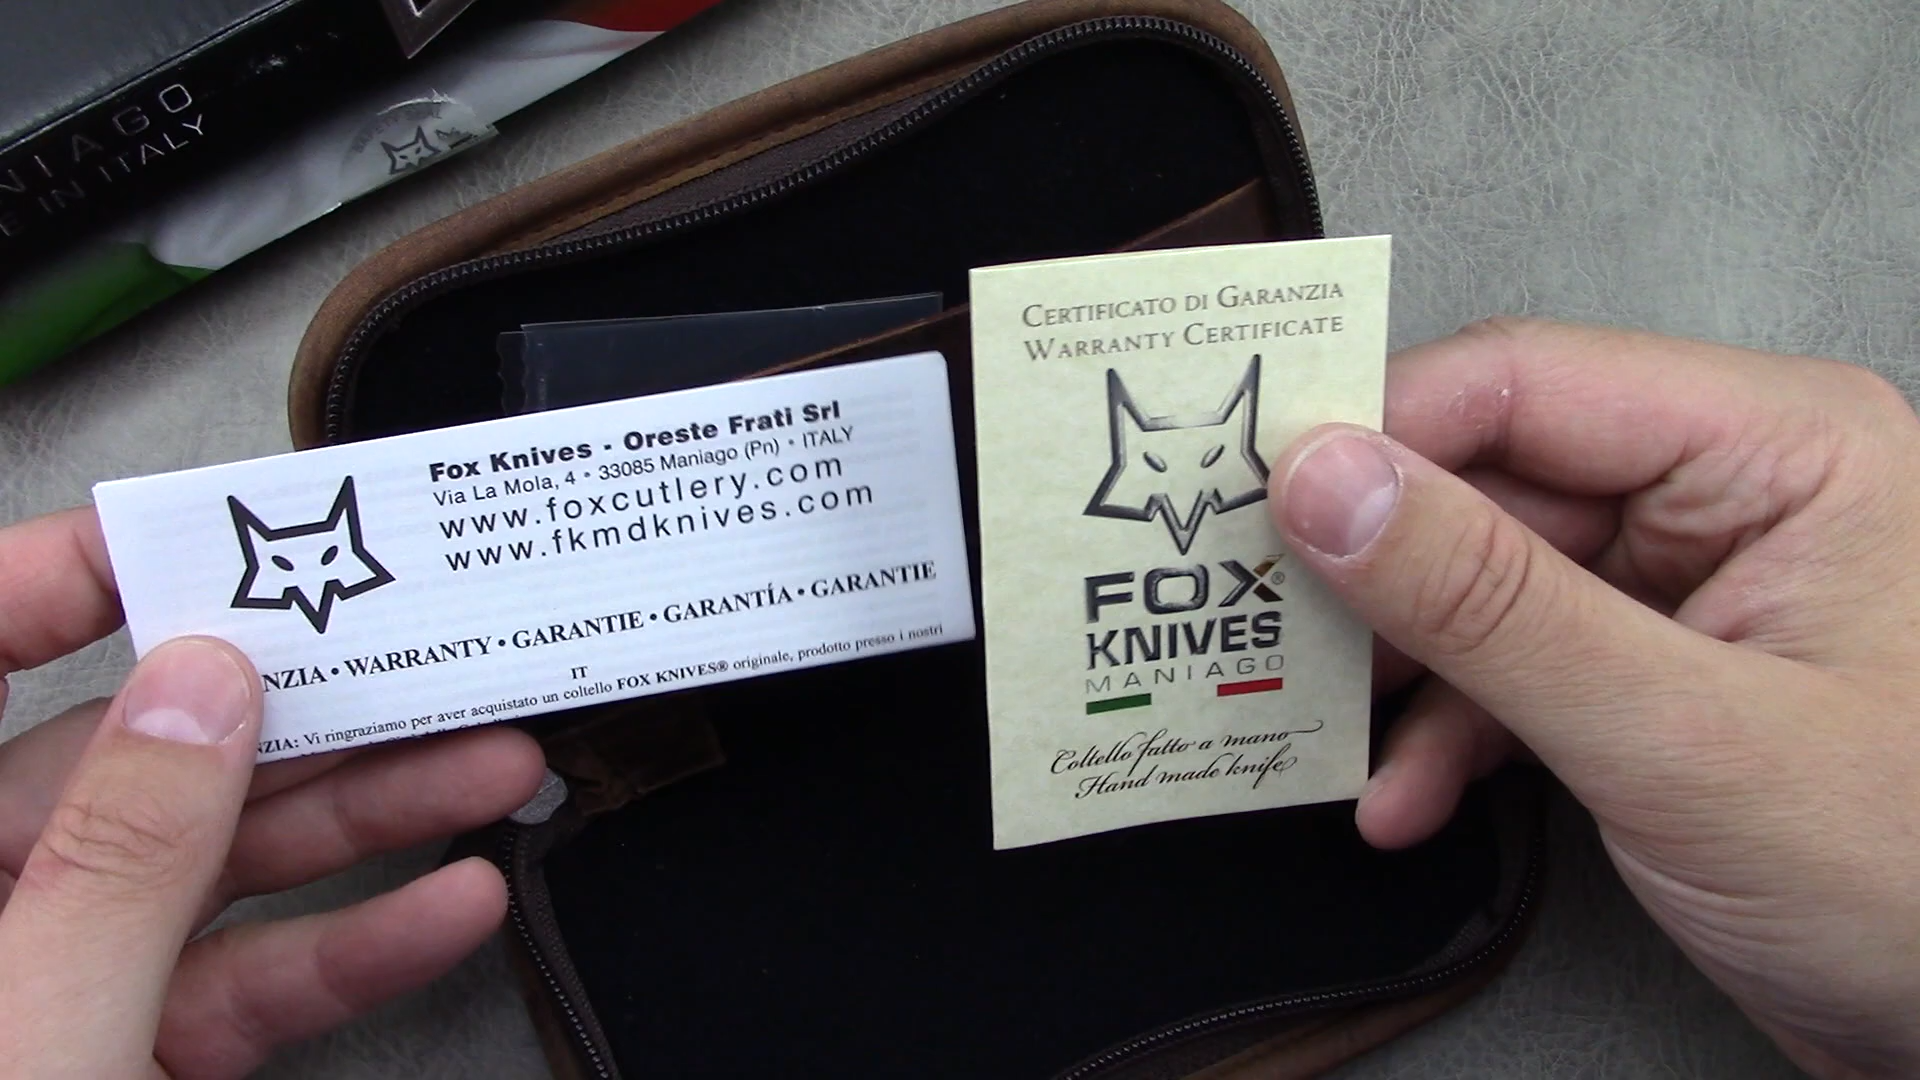 NIAGO
E IN ITALY
Fox Knives - Oreste Frati Srl
Via La Mola, 4 • 33085 Maniago (Pn) • ITALY
www.foxcutlery.com
www.fkmdknives.com
NZIA • WARRANTY • GARANTIE • GARANTÍA • GARANTIE
IT
NZIA: Vi ringraziamo per aver acquistato un coltello FOX KNIVES® originale, prodotto presso i nostri
CERTIFICATO DI GARANZIA
WARRANTY CERTIFICATE
FOX®
KNIVES
MANIAGO
Coltello fatto a mano
Hand made knife